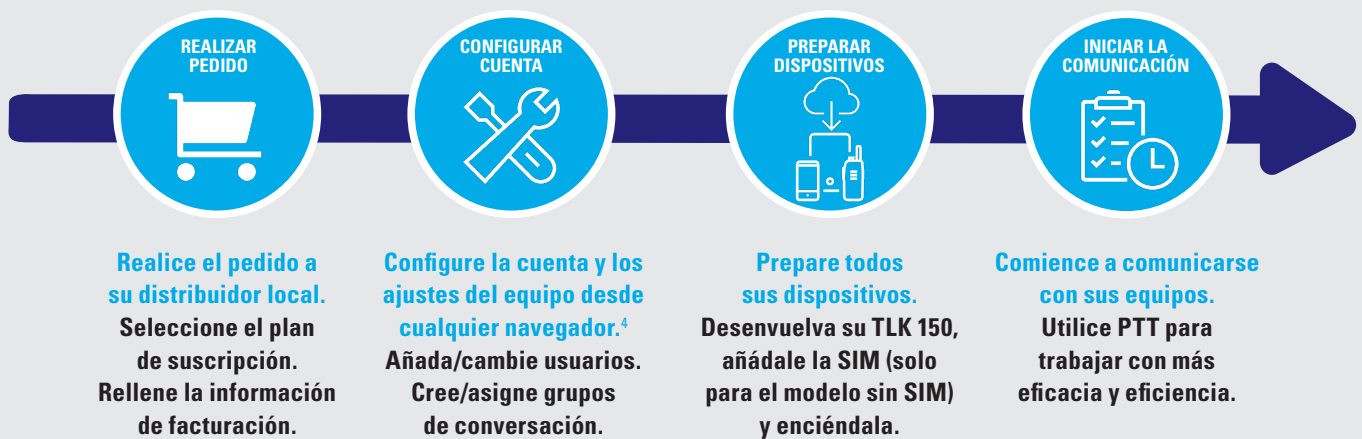 REALIZAR
PEDIDO
CONFIGURAR
CUENTA
PREPARAR
DISPOSITIVOS
INICIAR LA
COMUNICACIÓN
Realice el pedido a
su distribuidor local.
Seleccione el plan
de suscripción.
Rellene la información
de facturación.
Configure la cuenta y los
ajustes del equipo desde
cualquier navegador.⁴
Añada/cambie usuarios.
Cree/asigne grupos
de conversación.
Prepare todos
sus dispositivos.
Desenvuelva su TLK 150,
añádale la SIM (solo
para el modelo sin SIM)
y enciéndala.
Comience a comunicarse
con sus equipos.
Utilice PTT para
trabajar con más
eficacia y eficiencia.